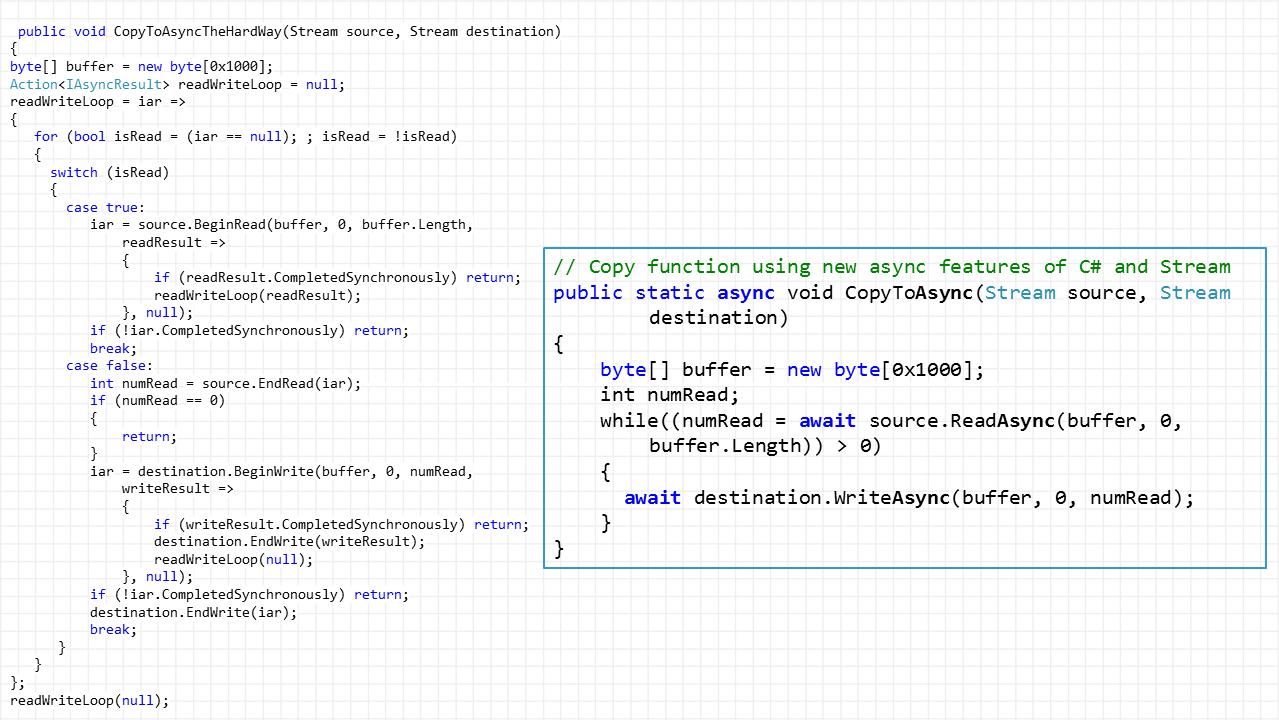 public void CopyToAsyncTheHardWay(Stream source, Stream destination)
{
byte[] buffer = new byte[0x1000];
Action<IAsyncResult> readWriteLoop = null;
readWriteLoop = iar =>
{
for (bool isRead = (iar == null); ; isRead = !isRead)
{
switch (isRead)
{
case true:
iar = source.BeginRead(buffer, 0, buffer.Length,
readResult =>
{
if (readResult.CompletedSynchronously) return;
readWriteLoop(readResult);
}, null);
if (!iar.CompletedSynchronously) return;
break;
case false:
int numRead = source.EndRead(iar);
if (numRead == 0)
{
return;
}
iar = destination.BeginWrite(buffer, 0, numRead,
writeResult =>
{
if (writeResult.CompletedSynchronously) return;
destination.EndWrite(writeResult);
readWriteLoop(null);
}, null);
if (!iar.CompletedSynchronously) return;
destination.EndWrite(iar);
break;
}
}
};
readWriteLoop(null);
// Copy function using new async features of C# and Stream
public static async void CopyToAsync(Stream source, Stream
destination)
{
byte[] buffer = new byte[0x1000];
int numRead;
while((numRead = await source.ReadAsync(buffer, 0,
buffer.Length)) > 0)
{
await destination.WriteAsync(buffer, 0, numRead);
}
}